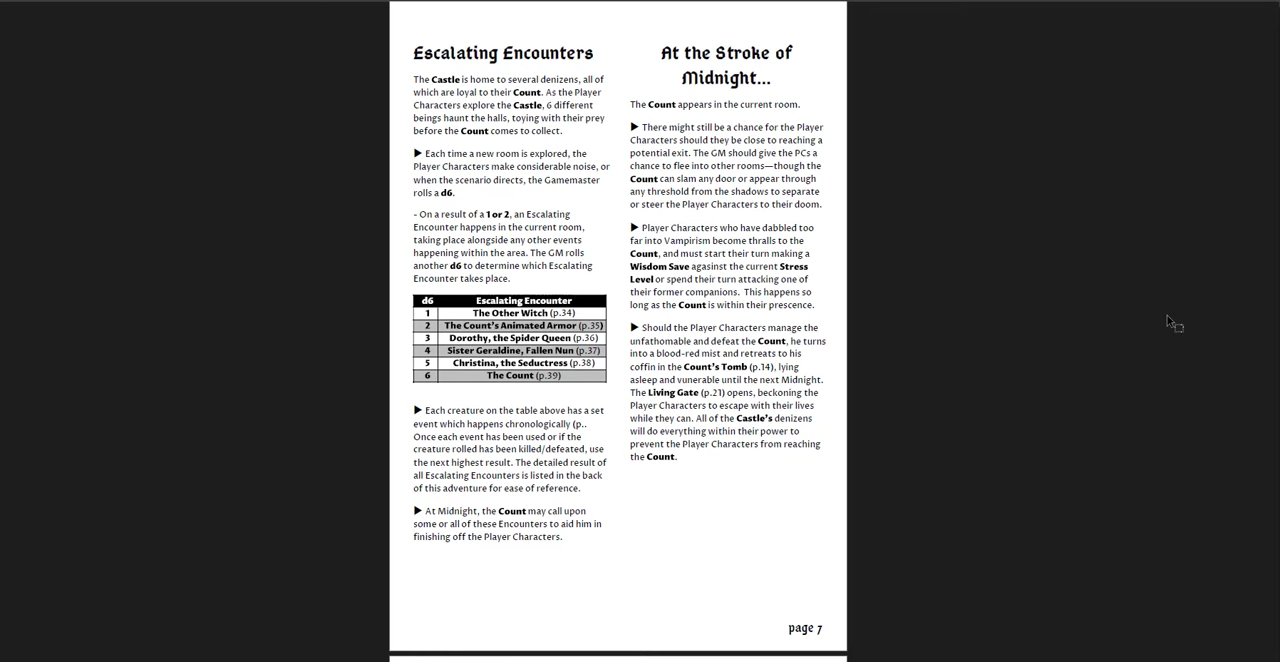 Escalating Encounters
The Castle is home to several denizens, all of
which are loyal to their Count. As the Player
Characters explore the Castle, 6 different
beings haunt the halls, toying with their prey
before the Count comes to collect.
▶ Each time a new room is explored, the
Player Characters make considerable noise, or
when the scenario directs, the Gamemaster
rolls a d6.
- On a result of a 1 or 2, an Escalating
Encounter happens in the current room,
taking place alongside any other events
happening within the area. The GM rolls
another d6 to determine which Escalating
Encounter takes place.
d6 Escalating Encounter
1 The Other Witch (p.34)
2 The Count's Animated Armor (p.35)
3 Dorothy, the Spider Queen (p.36)
4 Sister Geraldine, Fallen Nun (p.37)
5 Christina, the Seductress (p.38)
6 The Count (p.39)
▶ Each creature on the table above has a set
event which happens chronologically (p..
Once each event has been used or if the
creature rolled has been killed/defeated, use
the next highest result. The detailed result of
all Escalating Encounters is listed in the back
of this adventure for ease of reference.
▶ At Midnight, the Count may call upon
some or all of these Encounters to aid him in
finishing off the Player Characters.
At the Stroke of
Midnight...
The Count appears in the current room.
▶ There might still be a chance for the Player
Characters should they be close to reaching a
potential exit. The GM should give the PCs a
chance to flee into other rooms—though the
Count can slam any door or appear through
any threshold from the shadows to separate
or steer the Player Characters to their doom.
▶ Player Characters who have dabbled too
far into Vampirism become thralls to the
Count, and must start their turn making a
Wisdom Save agasinst the current Stress
Level or spend their turn attacking one of
their former companions. This happens so
long as the Count is within their prescence.
▶ Should the Player Characters manage the
unfathomable and defeat the Count, he turns
into a blood-red mist and retreats to his
coffin in the Count's Tomb (p.14), lying
asleep and vunerable until the next Midnight.
The Living Gate (p.21) opens, beckoning the
Player Characters to escape with their lives
while they can. All of the Castle's denizens
will do everything within their power to
prevent the Player Characters from reaching
the Count.
page 7